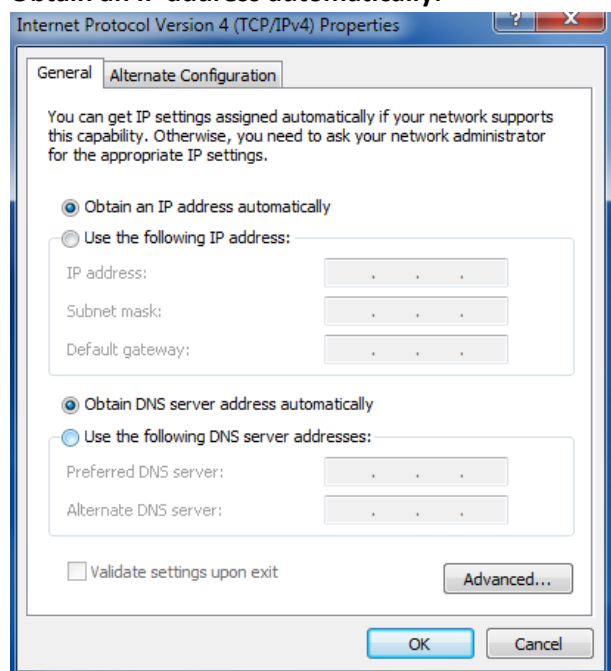 Obtain an IP address automatically.
Internet Protocol Version 4 (TCP/IPv4) Properties
? X
General
Alternate Configuration
You can get IP settings assigned automatically if your network supports
this capability. Otherwise, you need to ask your network administrator
for the appropriate IP settings.
Obtain an IP address automatically
Use the following IP address:
IP address:
. . .
Subnet mask:
. . .
Default gateway:
. . .
Obtain DNS server address automatically
Use the following DNS server addresses:
Preferred DNS server:
. . .
Alternate DNS server:
. . .
Validate settings upon exit
Advanced...
OK
Cancel